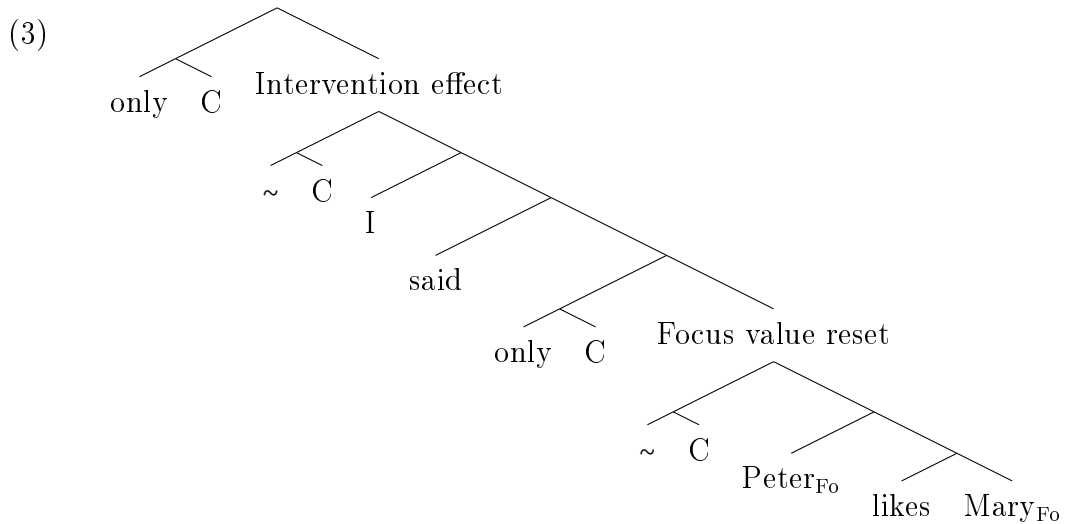 (3)
only C Intervention effect
~ C
I
said
only C Focus value reset
~ C
Peter_Fo
likes Mary_Fo